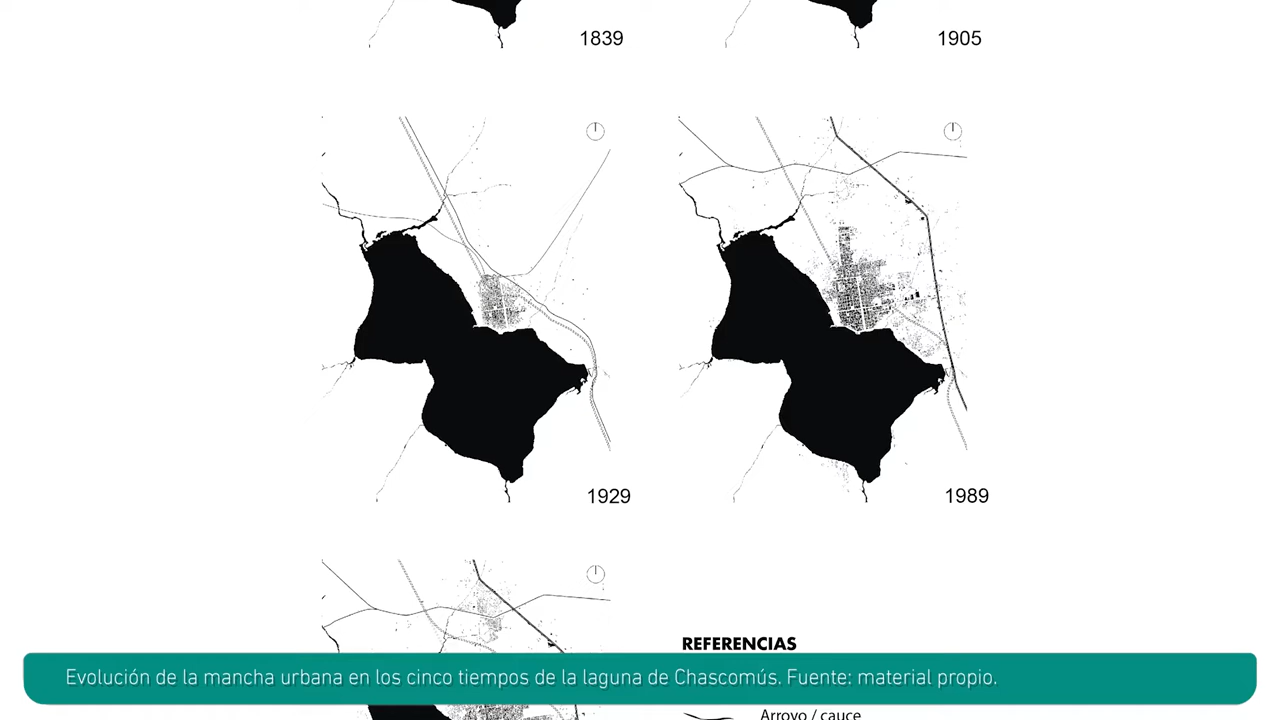 1839
1905
1929
1989
REFERENCIAS
Evolución de la mancha urbana en los cinco tiempos de la laguna de Chascomús. Fuente: material propio.
Arroyo / cauce